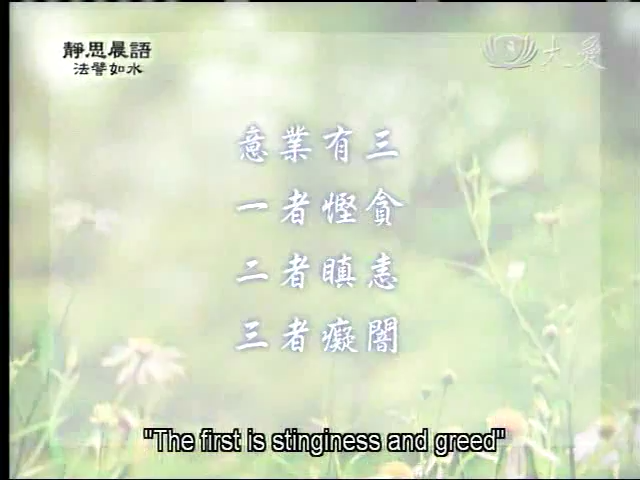 靜思晨語
法譬如水
大愛
意業有三
一者慳貪
二者瞋恚
三者癡闇
"The first is stinginess and greed"